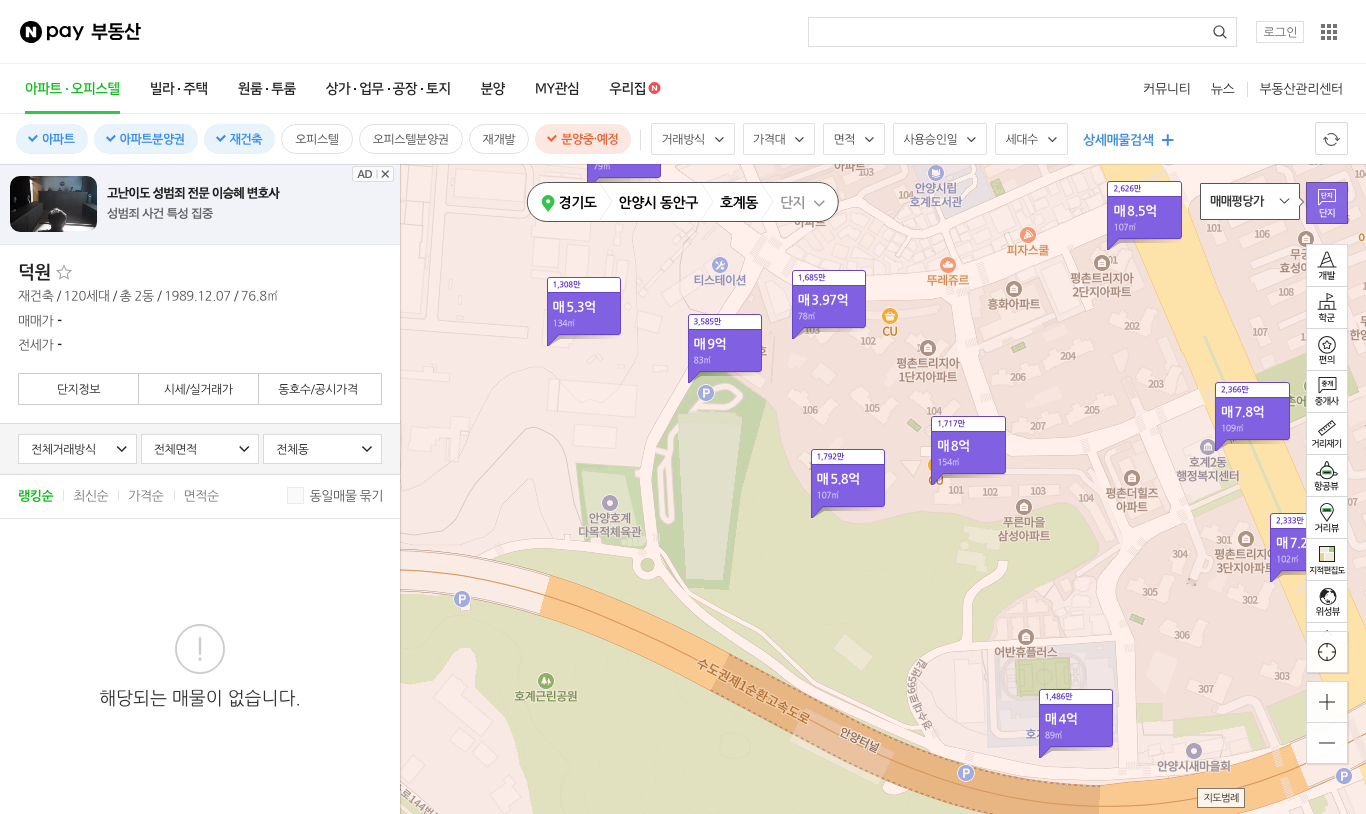 N pay 부동산
로그인
아파트·오피스텔 빌라·주택 원룸·투룸 상가·업무·공장·토지 분양 MY관심 우리집 N
커뮤니티 뉴스 부동산관리센터
아파트 아파트분양권 재건축 오피스텔 오피스텔분양권 재개발 분양중·예정 거래방식 가격대 면적 사용승인일 세대수 상세매물검색
고난이도 성범죄 전문 이승혜 변호사
성범죄 사건 특성 집중
AD
덕원
재건축 / 120세대 / 총 2동 / 1989.12.07 / 76.8㎡
매매가 -
전세가 -
단지정보 시세/실거래가 동호수/공시가격
전체거래방식 전체면적 전체동
랭킹순 최신순 가격순 면적순 동일매물 묶기
해당되는 매물이 없습니다.
경기도 안양시 동안구 호계동 단지
79㎡
아파트
103
104
안양시립
호계도서관
2,626만
매8.5억
107㎡
매매평당가
단지
단지
101
106
피자스쿨
티스테이션
뚜레쥬르
평촌트리지아
2단지아파트
흥화아파트
1,308만
매5.3억
134㎡
1,685만
매3.97억
78㎡
3,585만
매9억
83㎡
CU
102
202
107
204
203
평촌트리지아
1단지아파트
206
207
205
106
105
2,366만
매7.8억
109㎡
1,717만
매8억
154㎡
CU
1,792만
매5.8억
107㎡
101
102
103
104
호계2동
행정복지센터
평촌더힐즈
아파트
푸른마을
삼성아파트
안양호계
다목적체육관
2,333만
매7.2
102㎡
301
304
평촌트리지아
3단지아파트
305
302
306
307
303
P
P
P
P
어반휴플러스
호계근린공원
수도권제1순환고속도로
안양터널
1,486만
매4억
89㎡
안양시새마을회
개발
학군
편의
중개
중개사
거리재기
항공뷰
거리뷰
지적편집도
위성뷰
지도범례